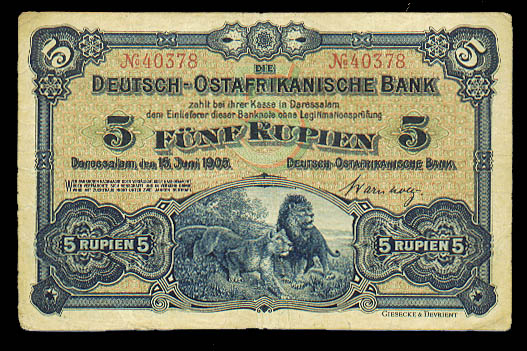 5 5
№40378 №40378
DIE
DEUTSCH-OSTAFRIKANISCHE BANK
zahlt bei ihrer Kasse in Daressalam
dem Einlieferer dieser Banknote ohne Legitimationsprüfung
5 FÜNF RUPIEN 5
Daressalam, den 15. Juni 1905. DEUTSCH-OSTAFRIKANISCHE BANK.
5 RUPIEN 5 5 RUPIEN 5
GIESECKE & DEVRIENT